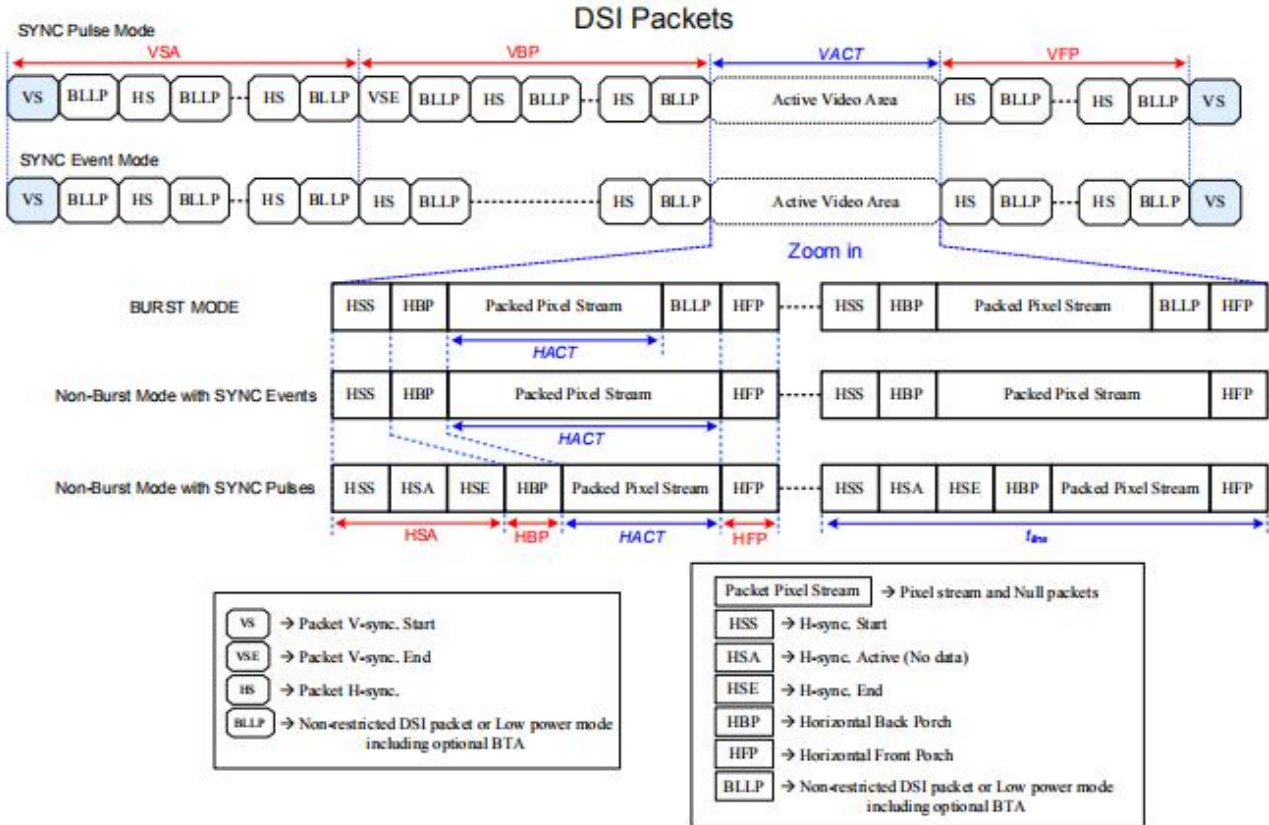 DSI Packets
SYNC Pulse Mode
VSA VBP VACT VFP
VS BLLP HS BLLP HS BLLP VSE BLLP HS BLLP HS BLLP Active Video Area HS BLLP HS BLLP VS
SYNC Event Mode
VS BLLP HS BLLP HS BLLP HS BLLP HS BLLP Active Video Area HS BLLP HS BLLP VS
Zoom in
BURST MODE HSS HBP Packed Pixel Stream BLLP HFP HSS HBP Packed Pixel Stream BLLP HFP
HACT
Non-Burst Mode with SYNC Events HSS HBP Packed Pixel Stream HFP HSS HBP Packed Pixel Stream HFP
HACT
Non-Burst Mode with SYNC Pulses HSS HSA HSE HBP Packed Pixel Stream HFP HSS HSA HSE HBP Packed Pixel Stream HFP
HSA HBP HACT HFP tline
VS → Packet V-sync. Start
VSE → Packet V-sync. End
HS → Packet H-sync.
BLLP → Non-restricted DSI packet or Low power mode
including optional BTA
Packet Pixel Stream → Pixel stream and Null packets
HSS → H-sync. Start
HSA → H-sync. Active (No data)
HSE → H-sync. End
HBP → Horizontal Back Porch
HFP → Horizontal Front Porch
BLLP → Non-restricted DSI packet or Low power mode
including optional BTA